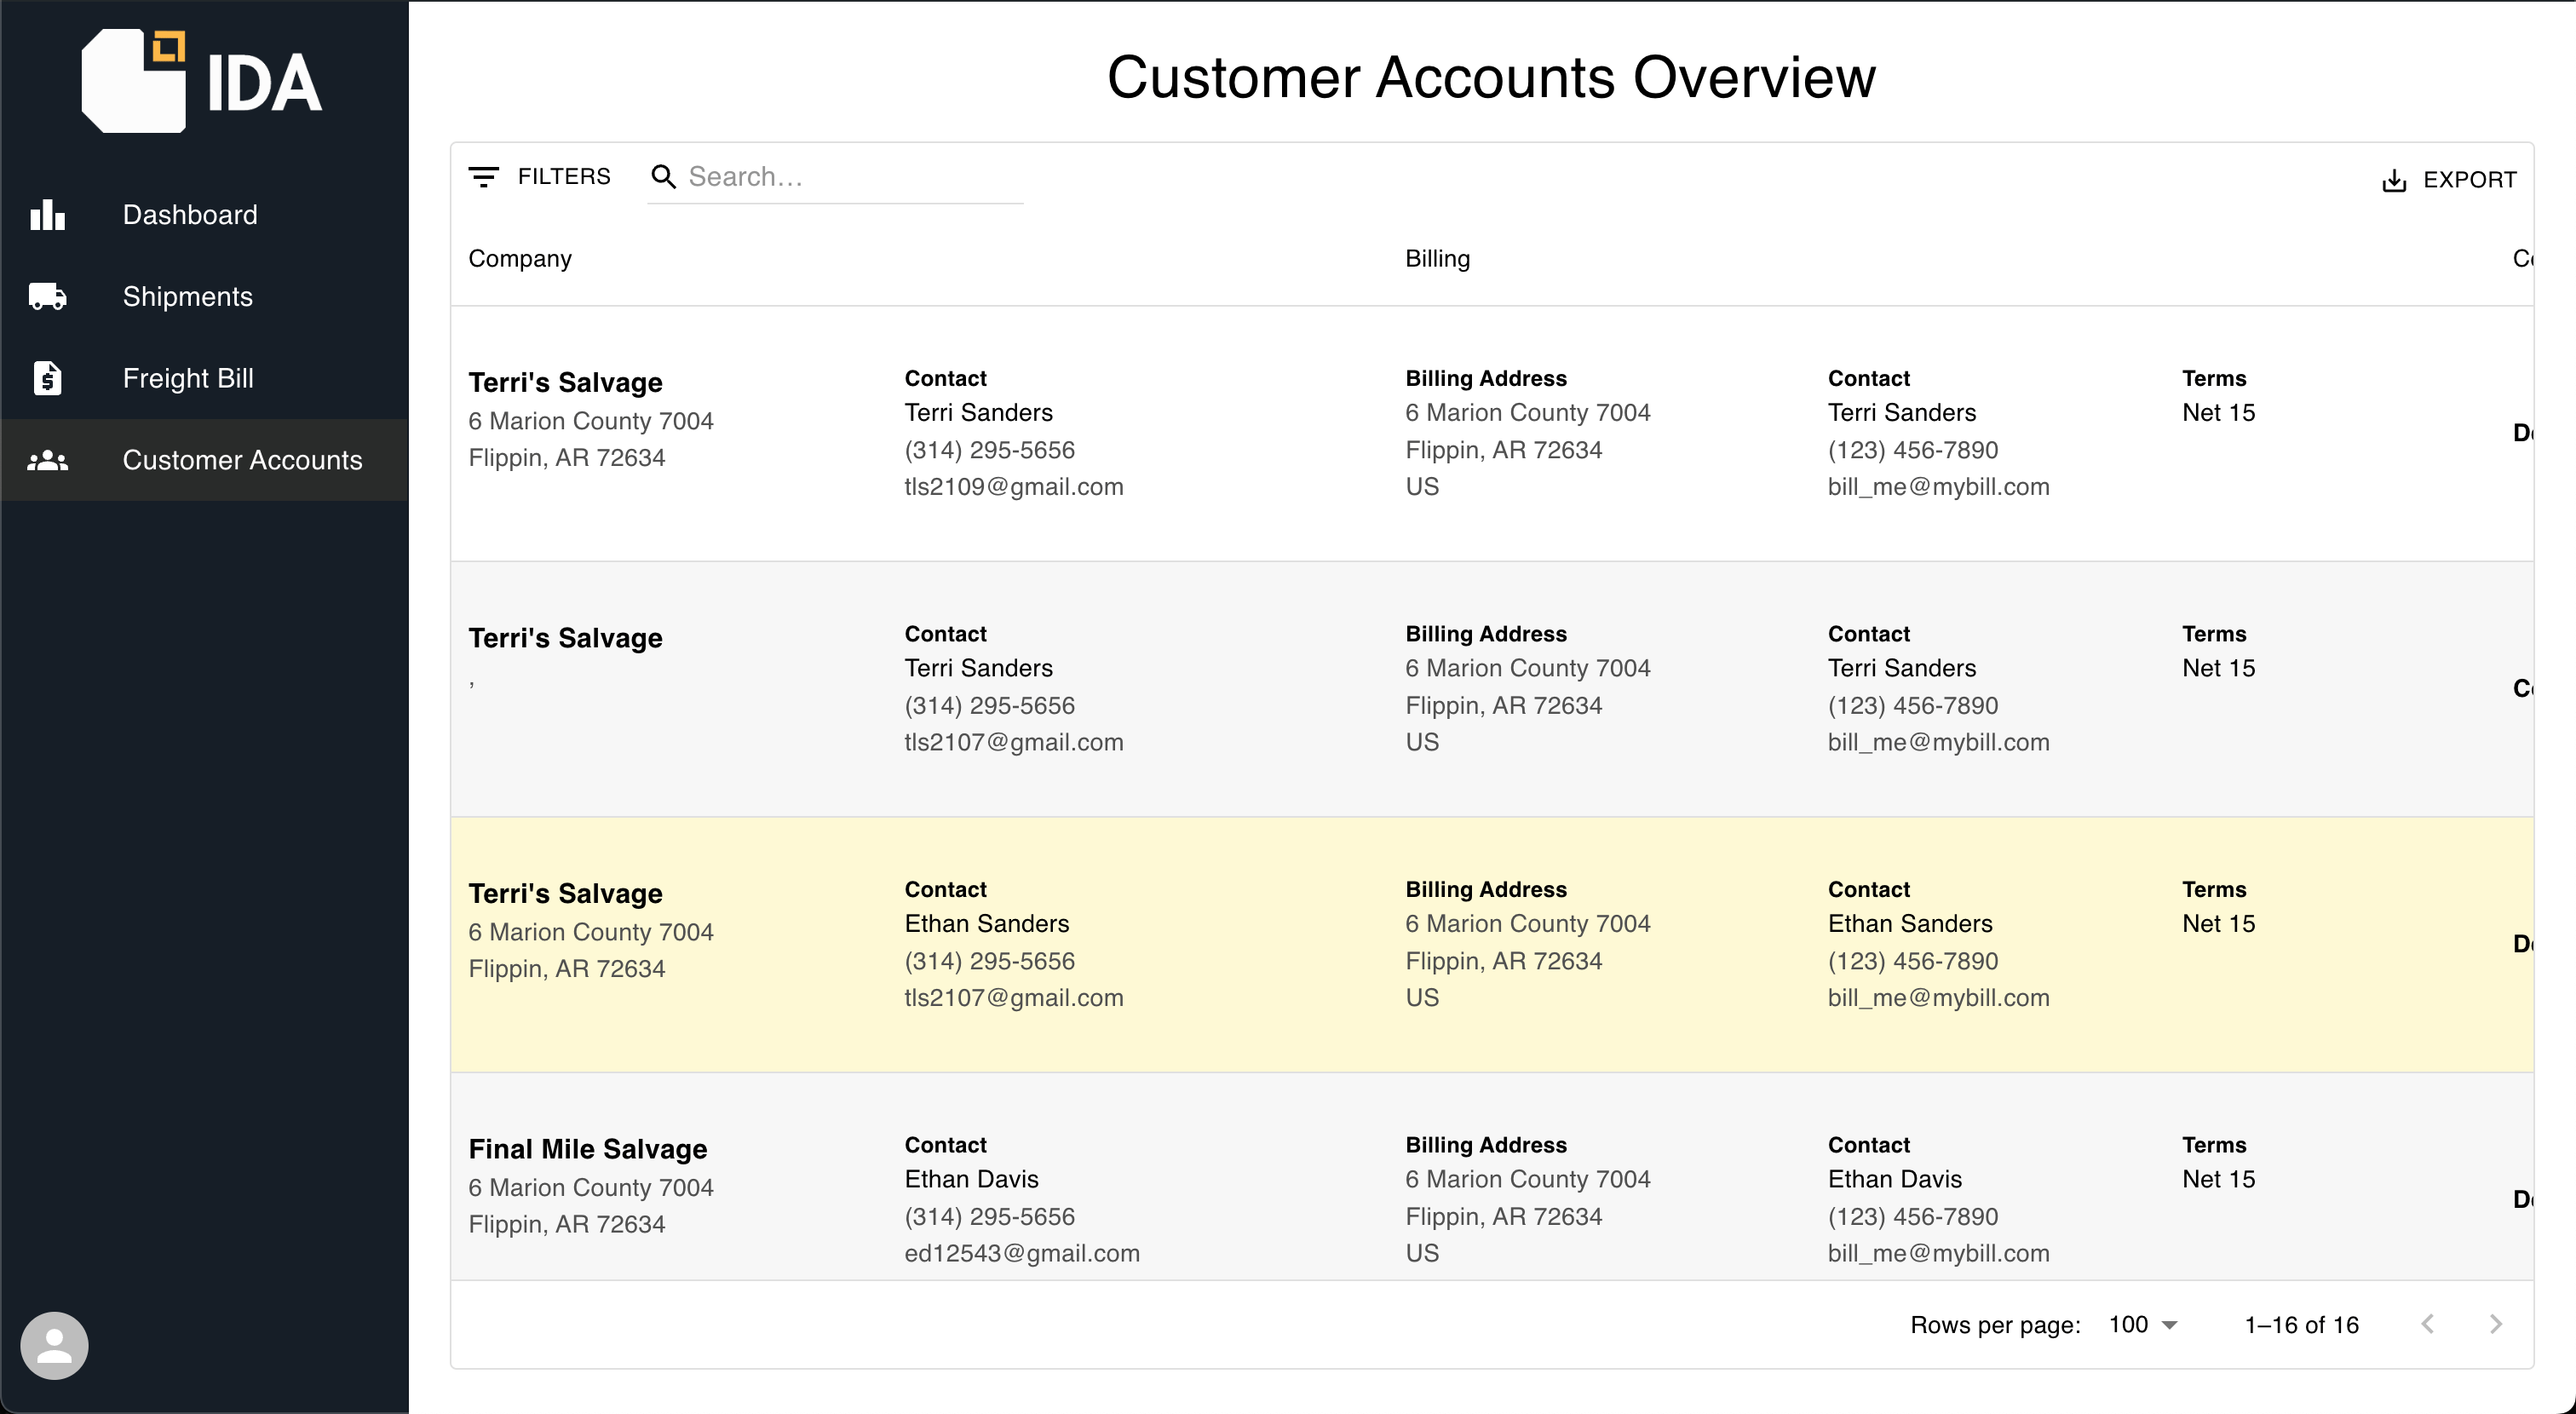 IDA
Dashboard
Shipments
Freight Bill
Customer Accounts
Customer Accounts Overview
FILTERS
Search…
EXPORT
Company
Billing
Terri's Salvage
6 Marion County 7004
Flippin, AR 72634
Contact
Terri Sanders
(314) 295-5656
tls2109@gmail.com
Billing Address
6 Marion County 7004
Flippin, AR 72634
US
Contact
Terri Sanders
(123) 456-7890
bill_me@mybill.com
Terms
Net 15
Terri's Salvage
,
Contact
Terri Sanders
(314) 295-5656
tls2107@gmail.com
Billing Address
6 Marion County 7004
Flippin, AR 72634
US
Contact
Terri Sanders
(123) 456-7890
bill_me@mybill.com
Terms
Net 15
Terri's Salvage
6 Marion County 7004
Flippin, AR 72634
Contact
Ethan Sanders
(314) 295-5656
tls2107@gmail.com
Billing Address
6 Marion County 7004
Flippin, AR 72634
US
Contact
Ethan Sanders
(123) 456-7890
bill_me@mybill.com
Terms
Net 15
Final Mile Salvage
6 Marion County 7004
Flippin, AR 72634
Contact
Ethan Davis
(314) 295-5656
ed12543@gmail.com
Billing Address
6 Marion County 7004
Flippin, AR 72634
US
Contact
Ethan Davis
(123) 456-7890
bill_me@mybill.com
Terms
Net 15
Rows per page: 100 1–16 of 16